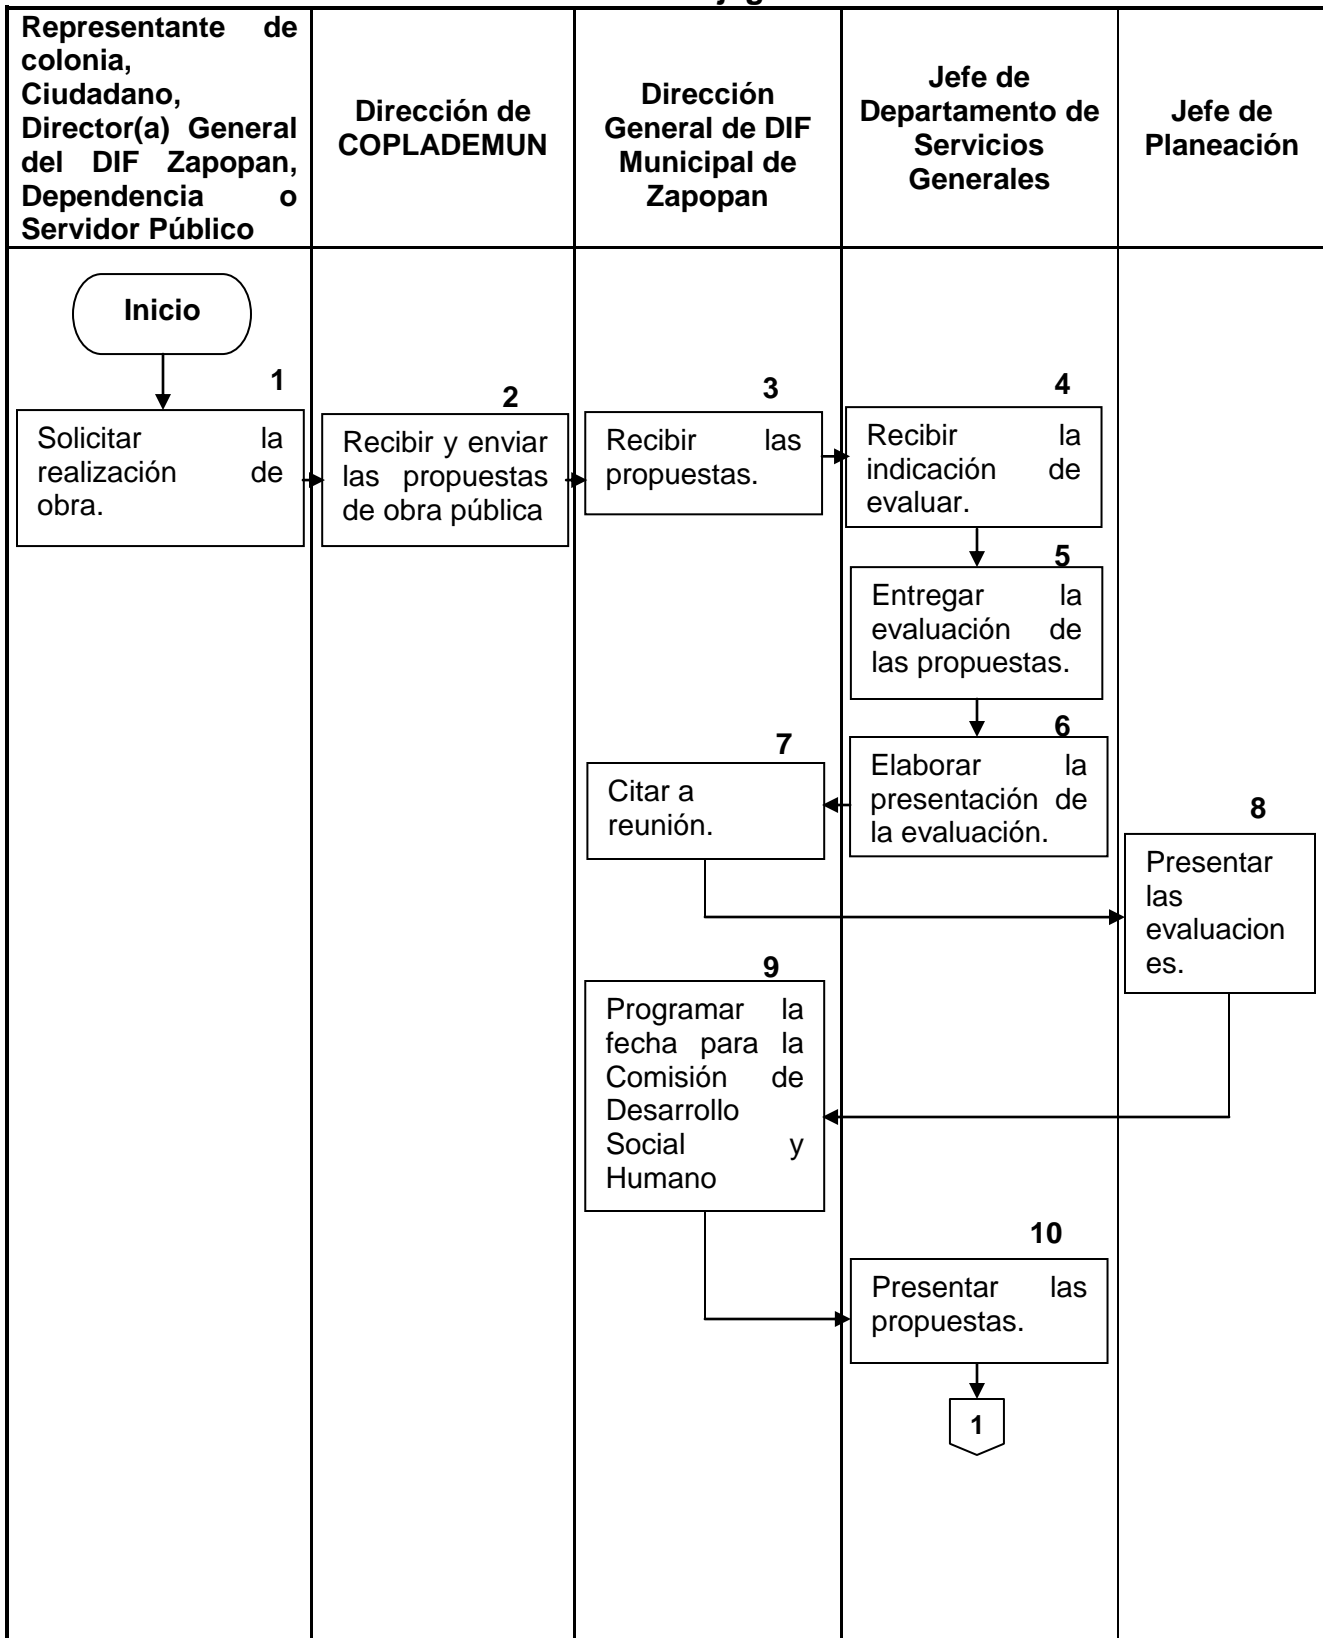 Representante de
colonia,
Ciudadano,
Director(a) General
del DIF Zapopan,
Dependencia o
Servidor Público
Dirección de
COPLADEMUN
Dirección
General de DIF
Municipal de
Zapopan
Jefe de
Departamento de
Servicios
Generales
Jefe de
Planeación
Inicio
1
Solicitar la
realización de
obra.
2
Recibir y enviar
las propuestas
de obra pública
3
Recibir las
propuestas.
4
Recibir la
indicación de
evaluar.
5
Entregar la
evaluación de
las propuestas.
6
Elaborar la
presentación de
la evaluación.
7
Citar a
reunión.
8
Presentar
las
evaluacion
es.
9
Programar la
fecha para la
Comisión de
Desarrollo
Social y
Humano
10
Presentar las
propuestas.
1